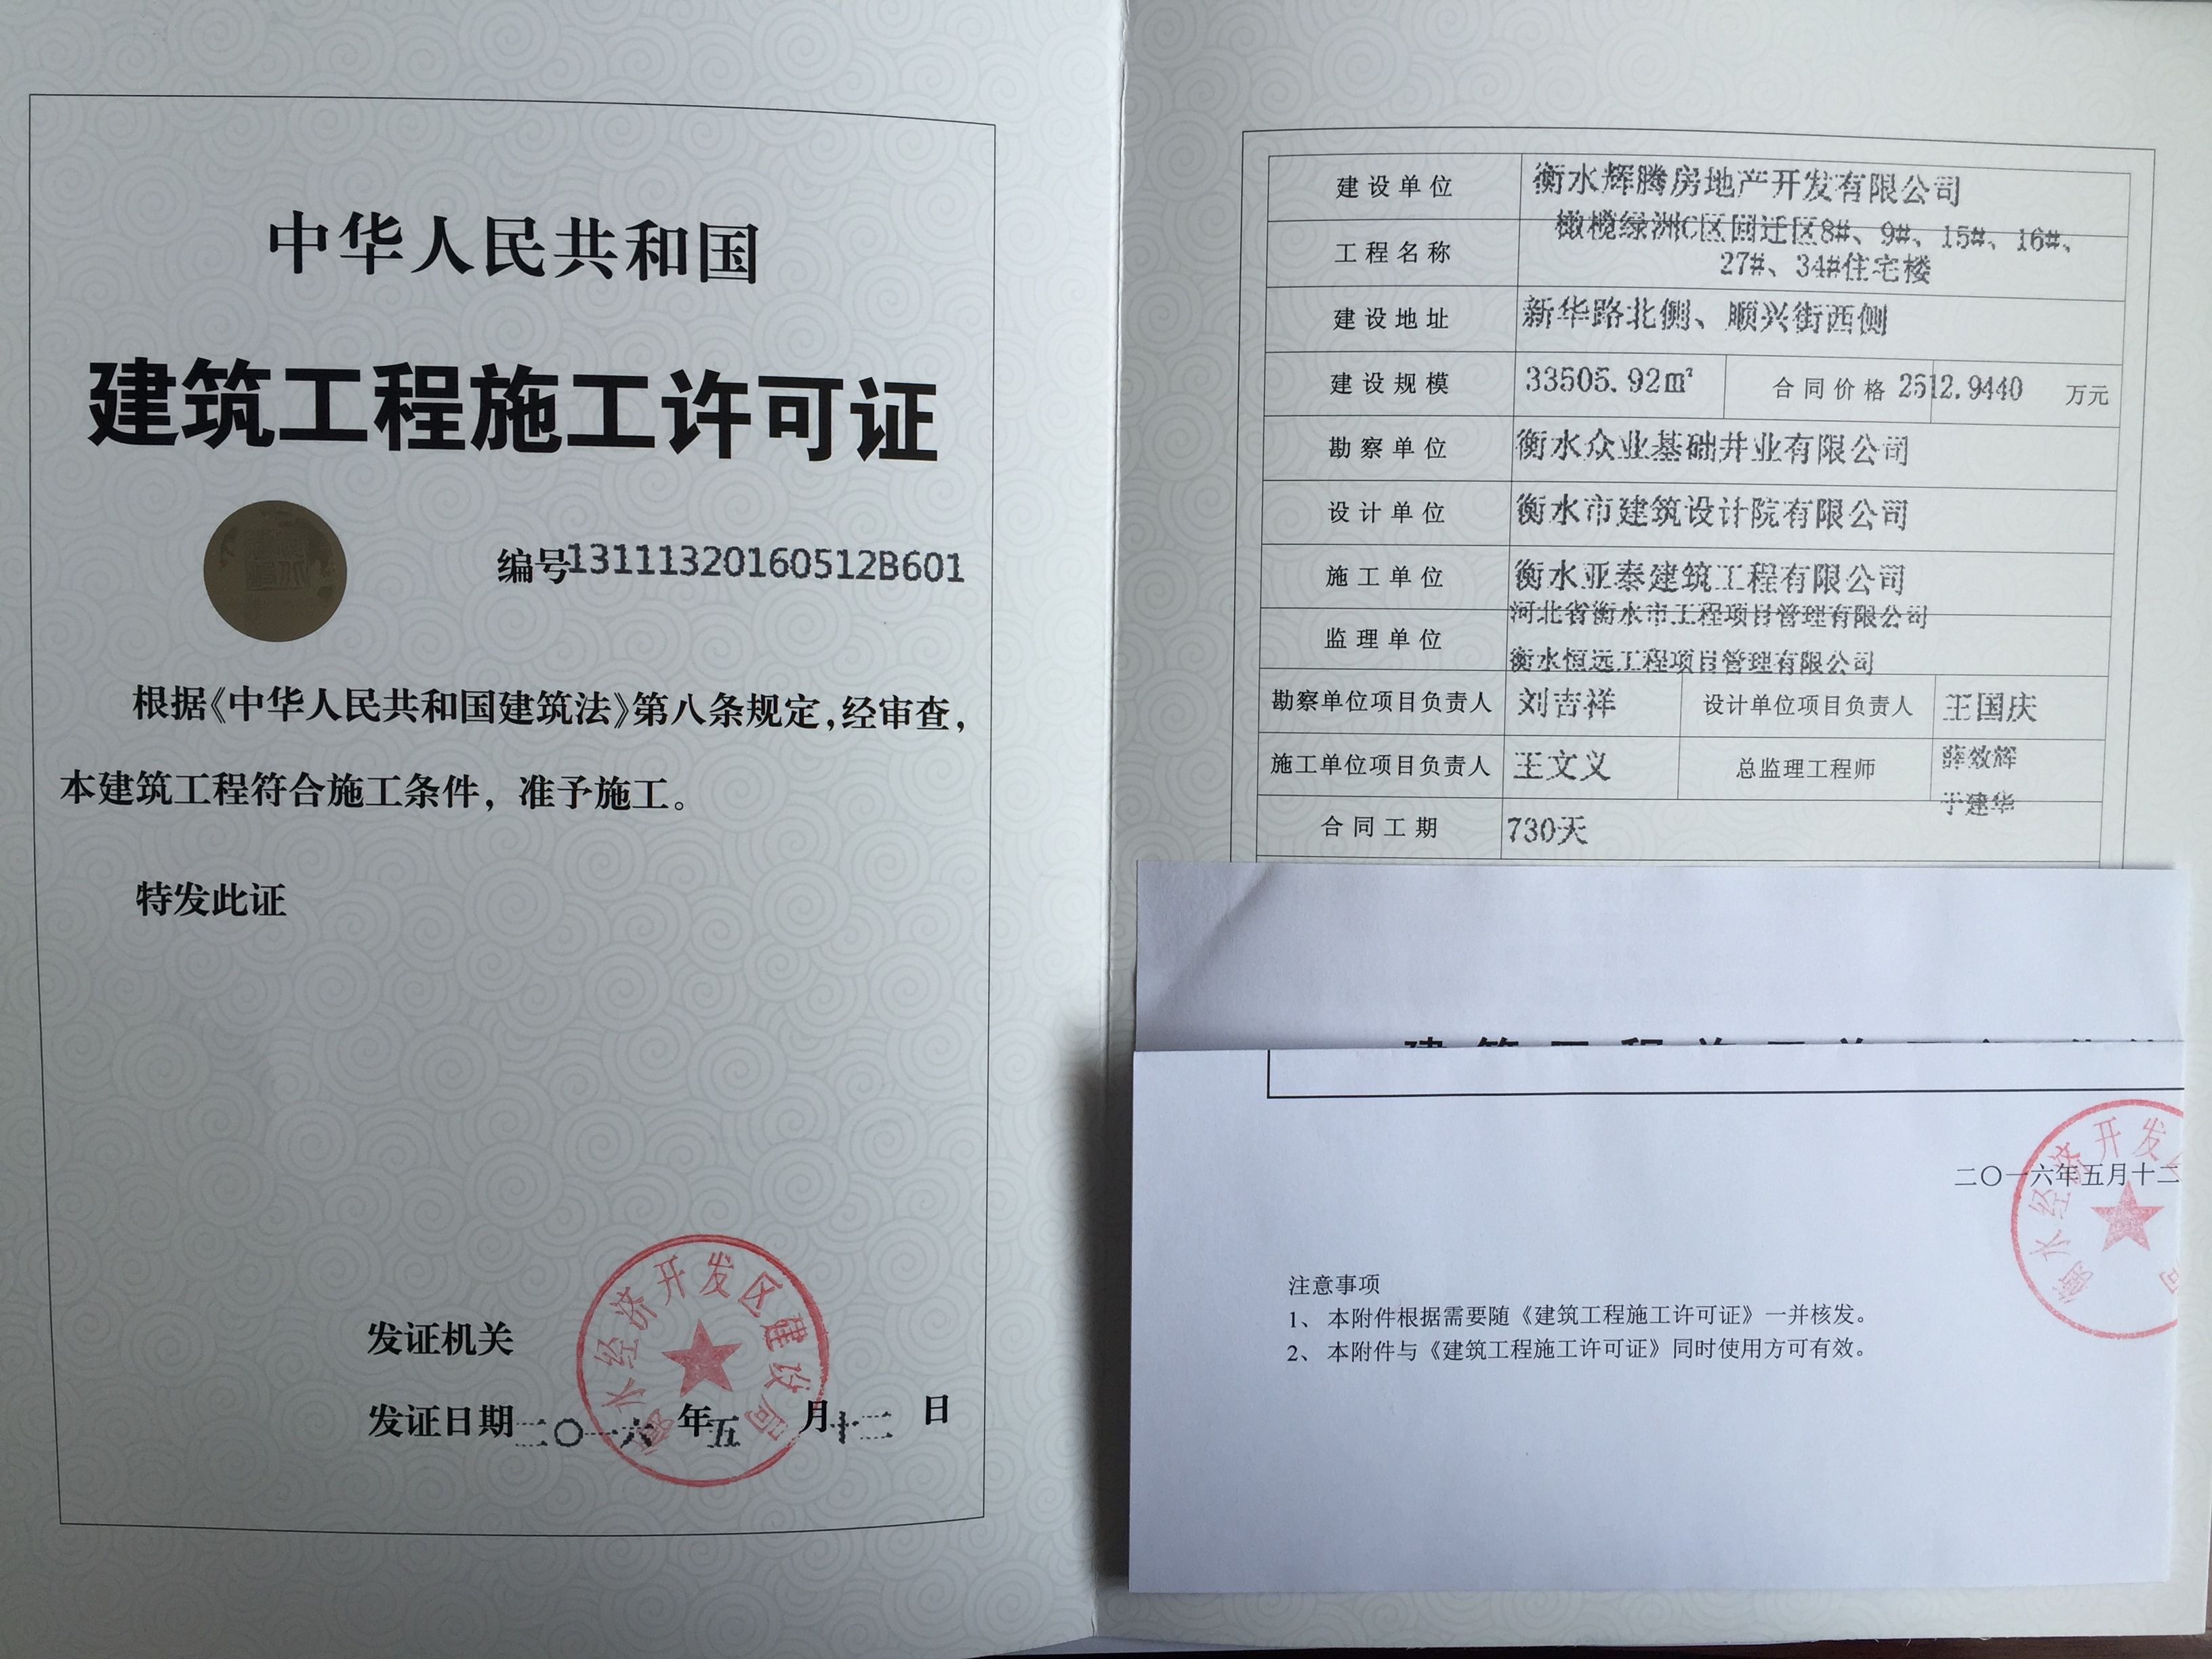 中华人民共和国
建筑工程施工许可证
编号13111320160512B601
根据《中华人民共和国建筑法》第八条规定,经审查,
本建筑工程符合施工条件，准予施工。
特发此证
发证机关
发证日期二〇一六年五月十二日
衡水经济开发区建设局
建设单位 衡水辉腾房地产开发有限公司
工程名称 橄榄绿洲C区回迁区8#、9#、15#、16#、
27#、34#住宅楼
建设地址 新华路北侧、顺兴街西侧
建设规模 33505.92㎡ 合同价格 2512.9440 万元
勘察单位 衡水众业基础井业有限公司
设计单位 衡水市建筑设计院有限公司
施工单位 衡水亚泰建筑工程有限公司
监理单位 河北省衡水市工程项目管理有限公司
衡水恒远工程项目管理有限公司
勘察单位项目负责人 刘吉祥 设计单位项目负责人 王国庆
施工单位项目负责人 王文义 总监理工程师 薛效辉
于建华
合同工期 730天
二〇一六年五月十二
衡水经济开发
注意事项
1、本附件根据需要随《建筑工程施工许可证》一并核发。
2、本附件与《建筑工程施工许可证》同时使用方可有效。